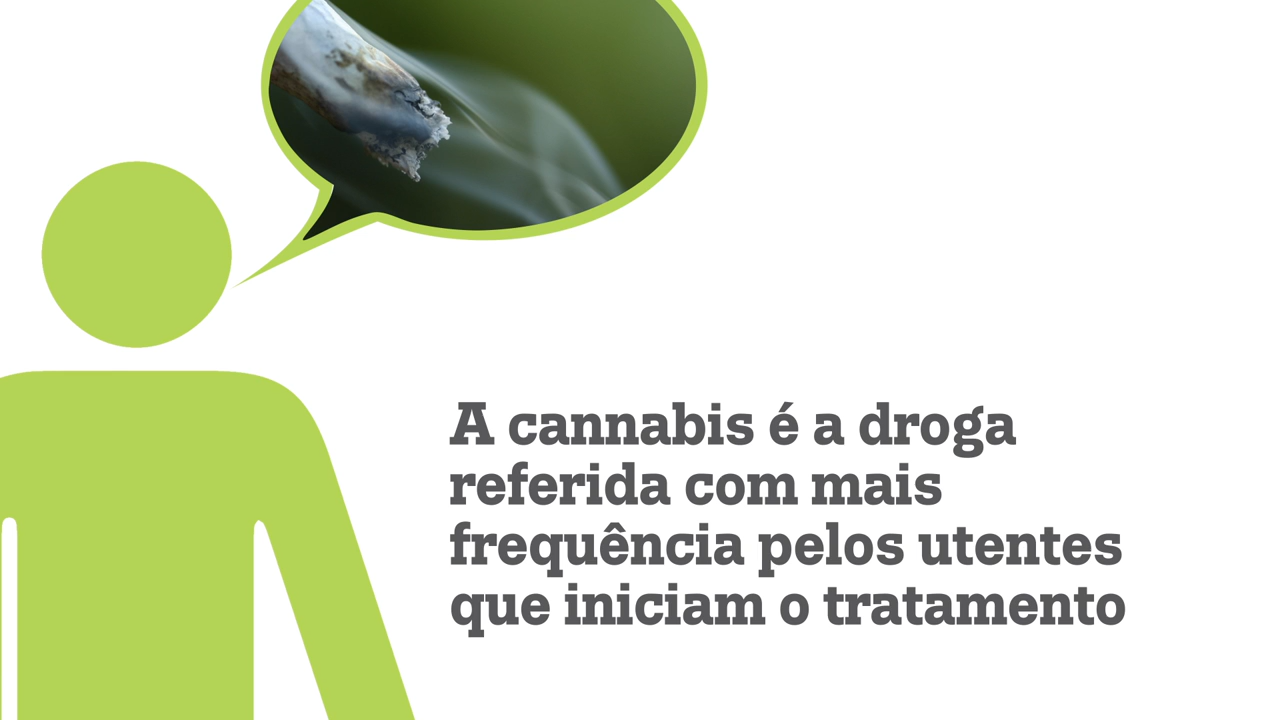 A cannabis é a droga
referida com mais
frequência pelos utentes
que iniciam o tratamento